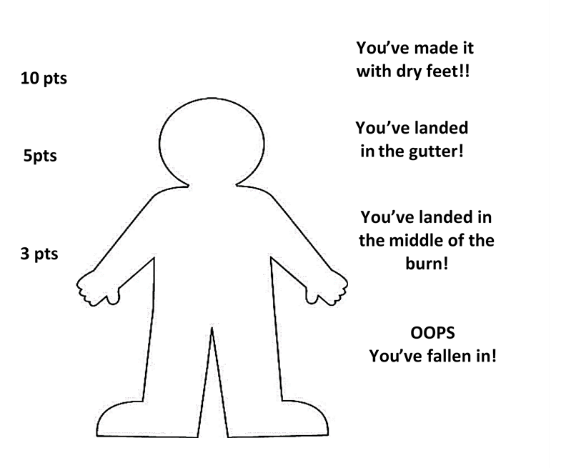 10 pts
You've made it
with dry feet!!
5pts
You've landed
in the gutter!
3 pts
You've landed in
the middle of the
burn!
OOPS
You've fallen in!